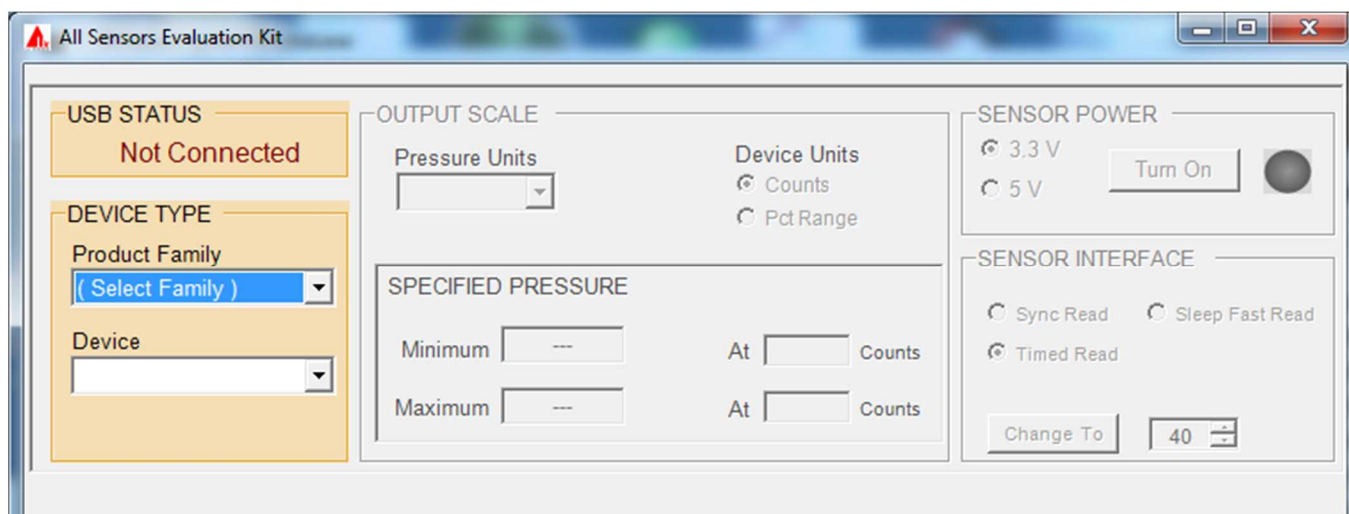 All Sensors Evaluation Kit
USB STATUS
Not Connected
DEVICE TYPE
Product Family
( Select Family )
Device
OUTPUT SCALE
Pressure Units
Device Units
Counts
Pct Range
SPECIFIED PRESSURE
Minimum --- At Counts
Maximum --- At Counts
SENSOR POWER
3.3 V
5 V
Turn On
SENSOR INTERFACE
Sync Read Sleep Fast Read
Timed Read
Change To 40